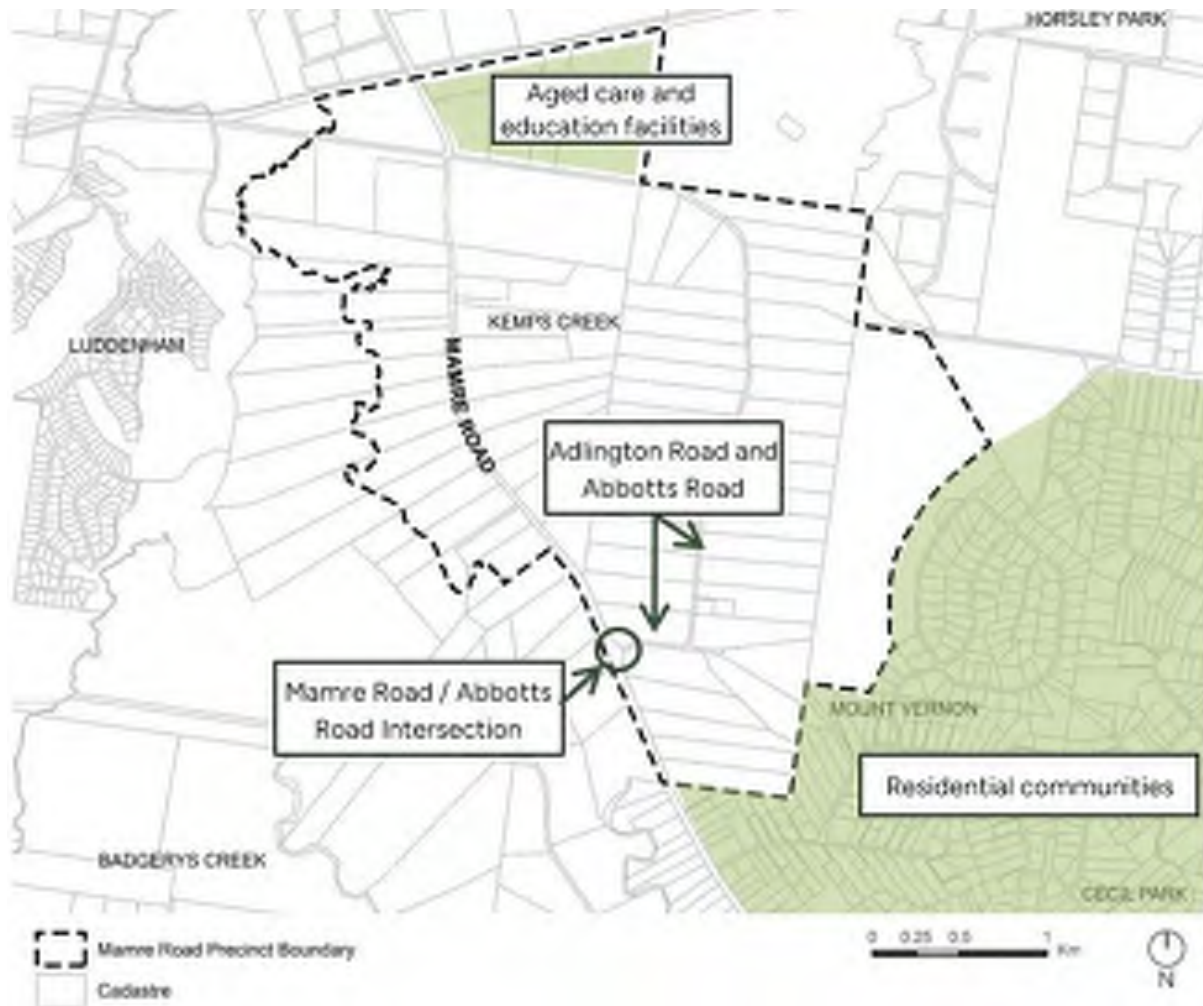 HORSLEY PARK
Aged care and
education facilities
KEMPS CREEK
LUDDENHAM
MAMRE ROAD
Adlington Road and
Abbotts Road
Mamre Road / Abbotts
Road Intersection
MOUNT VERNON
Residential communities
BADGERYS CREEK
CECIL PARK
Mamre Road Precinct Boundary
Cadastre
0 0.25 0.5 1 Km
N